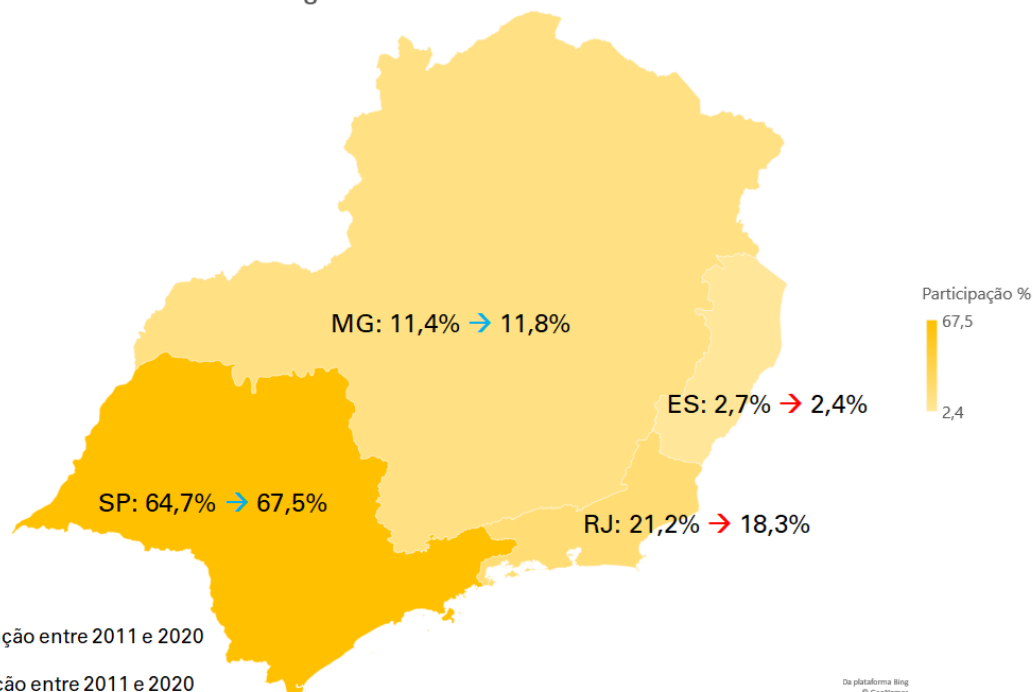 MG: 11,4% → 11,8%
Participação %
67,5
2,4
ES: 2,7% → 2,4%
SP: 64,7% → 67,5%
RJ: 21,2% → 18,3%
ção entre 2011 e 2020
ção entre 2011 e 2020
Da plataforma Bing